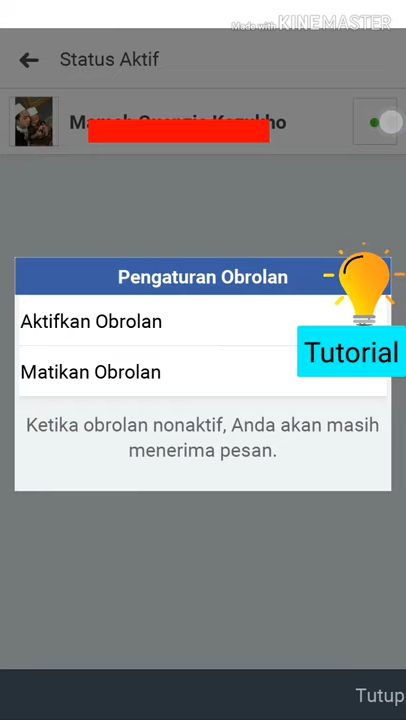 Made with KINEMASTER
Status Aktif
Pengaturan Obrolan
Aktifkan Obrolan
Tutorial
Matikan Obrolan
Ketika obrolan nonaktif, Anda akan masih
menerima pesan.
Tutup